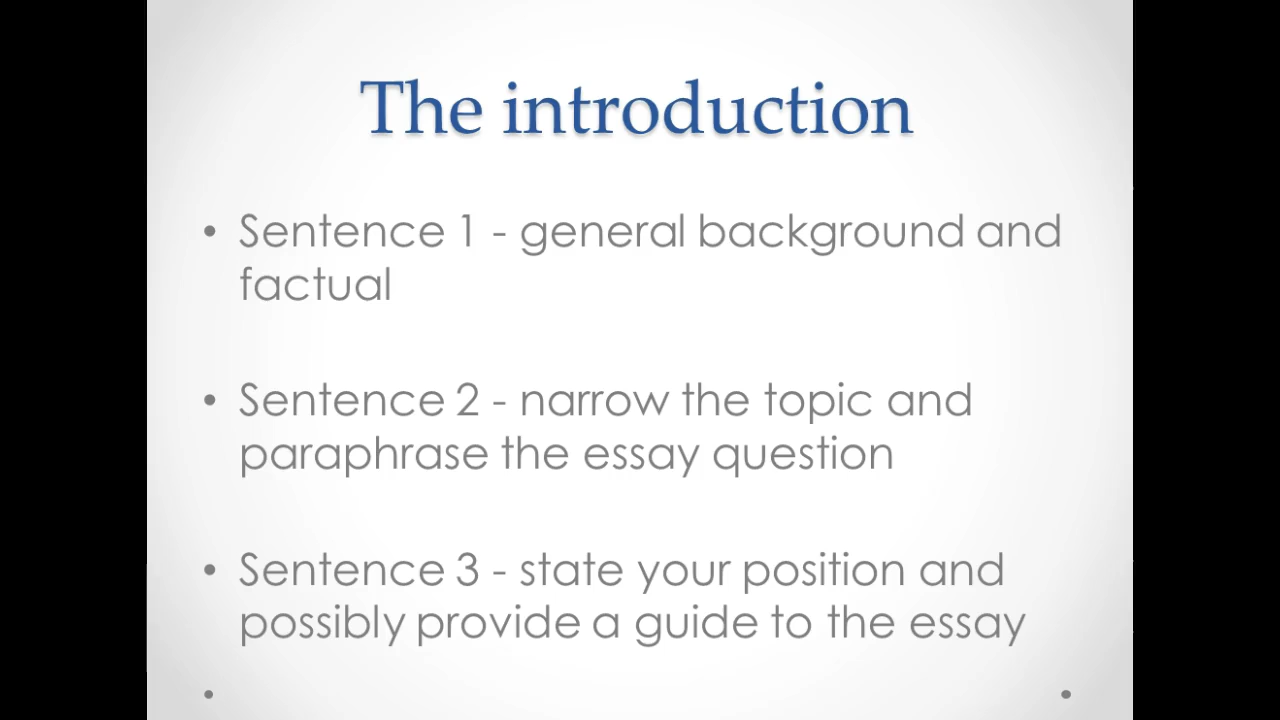 The introduction
• Sentence 1 - general background and
factual
• Sentence 2 - narrow the topic and
paraphrase the essay question
• Sentence 3 - state your position and
possibly provide a guide to the essay